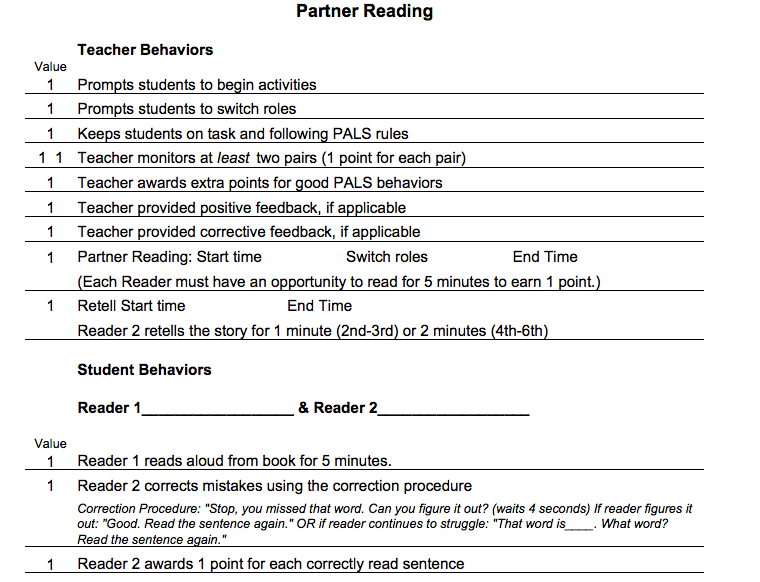 Partner Reading
Teacher Behaviors
Value
1 Prompts students to begin activities
1 Prompts students to switch roles
1 Keeps students on task and following PALS rules
1 1 Teacher monitors at least two pairs (1 point for each pair)
1 Teacher awards extra points for good PALS behaviors
1 Teacher provided positive feedback, if applicable
1 Teacher provided corrective feedback, if applicable
1 Partner Reading: Start time Switch roles End Time
(Each Reader must have an opportunity to read for 5 minutes to earn 1 point.)
1 Retell Start time End Time
Reader 2 retells the story for 1 minute (2nd-3rd) or 2 minutes (4th-6th)
Student Behaviors
Reader 1__________________ & Reader 2__________________
Value
1 Reader 1 reads aloud from book for 5 minutes.
1 Reader 2 corrects mistakes using the correction procedure
Correction Procedure: "Stop, you missed that word. Can you figure it out? (waits 4 seconds) If reader figures it
out: "Good. Read the sentence again." OR if reader continues to struggle: "That word is____. What word?
Read the sentence again."
1 Reader 2 awards 1 point for each correctly read sentence